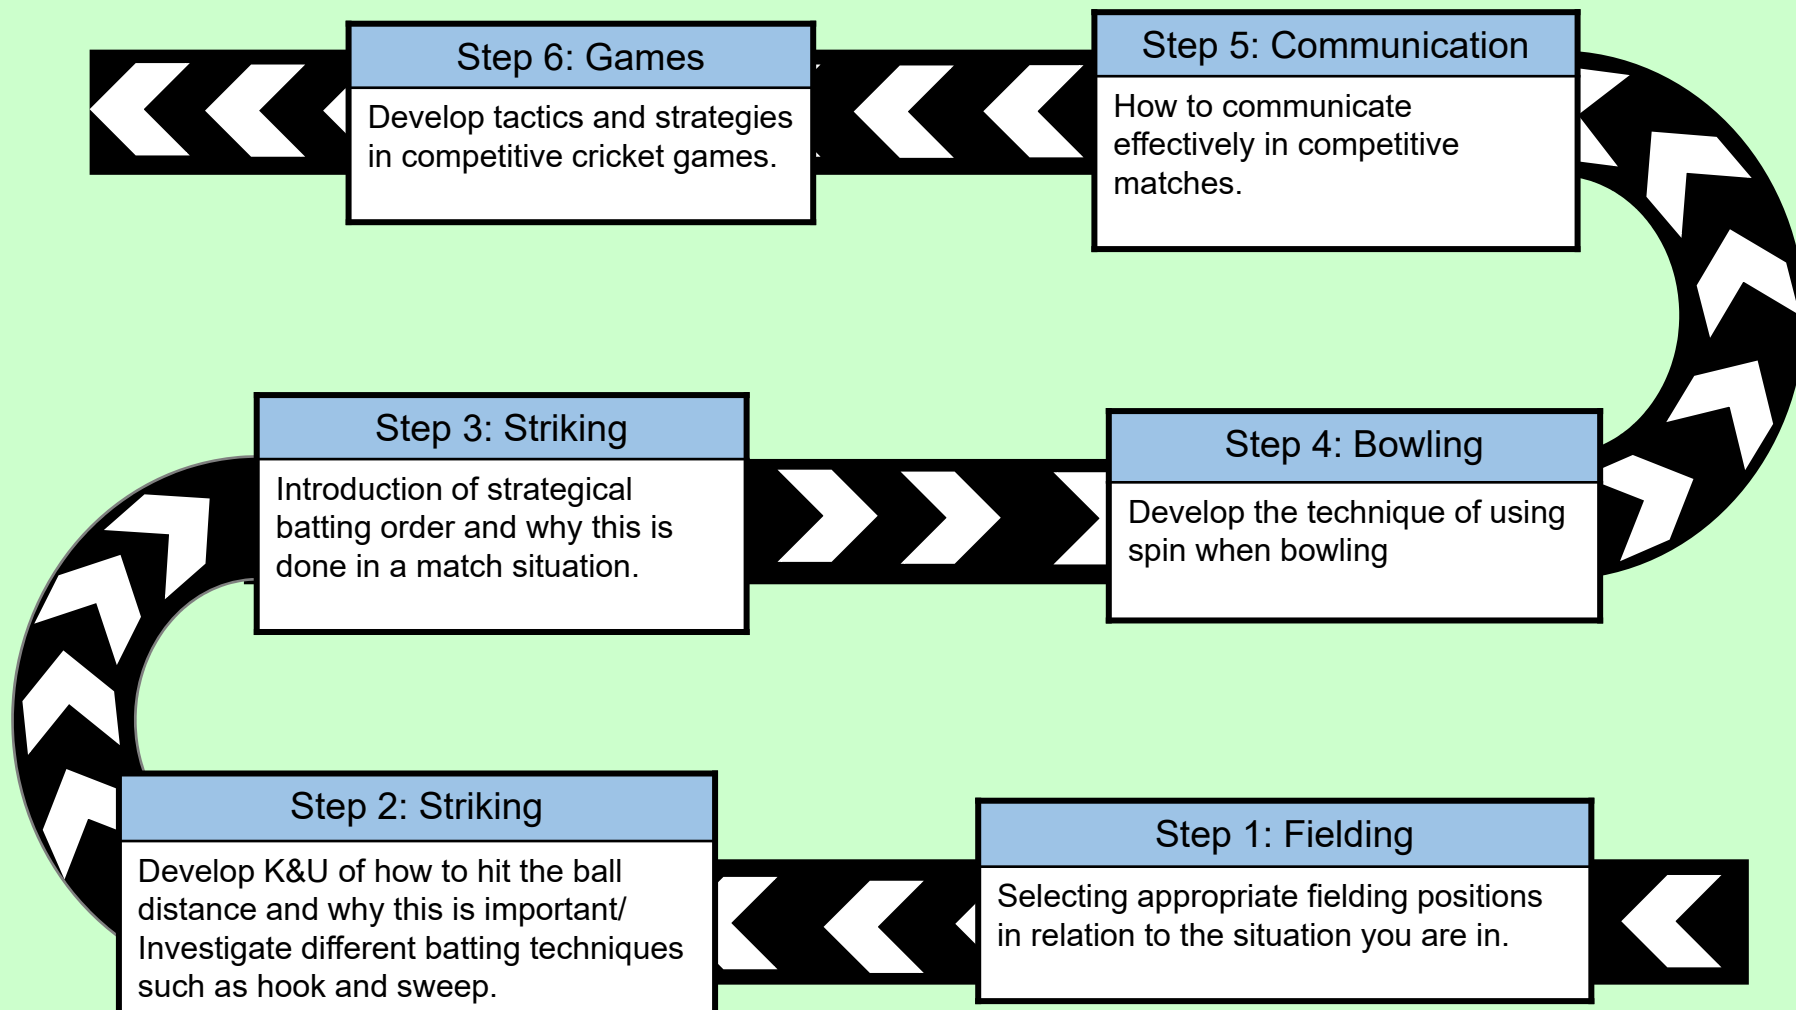 Step 6: Games
Develop tactics and strategies
in competitive cricket games.
Step 5: Communication
How to communicate
effectively in competitive
matches.
Step 3: Striking
Introduction of strategical
batting order and why this is
done in a match situation.
Step 4: Bowling
Develop the technique of using
spin when bowling
Step 2: Striking
Develop K&U of how to hit the ball
distance and why this is important/
Investigate different batting techniques
such as hook and sweep.
Step 1: Fielding
Selecting appropriate fielding positions
in relation to the situation you are in.